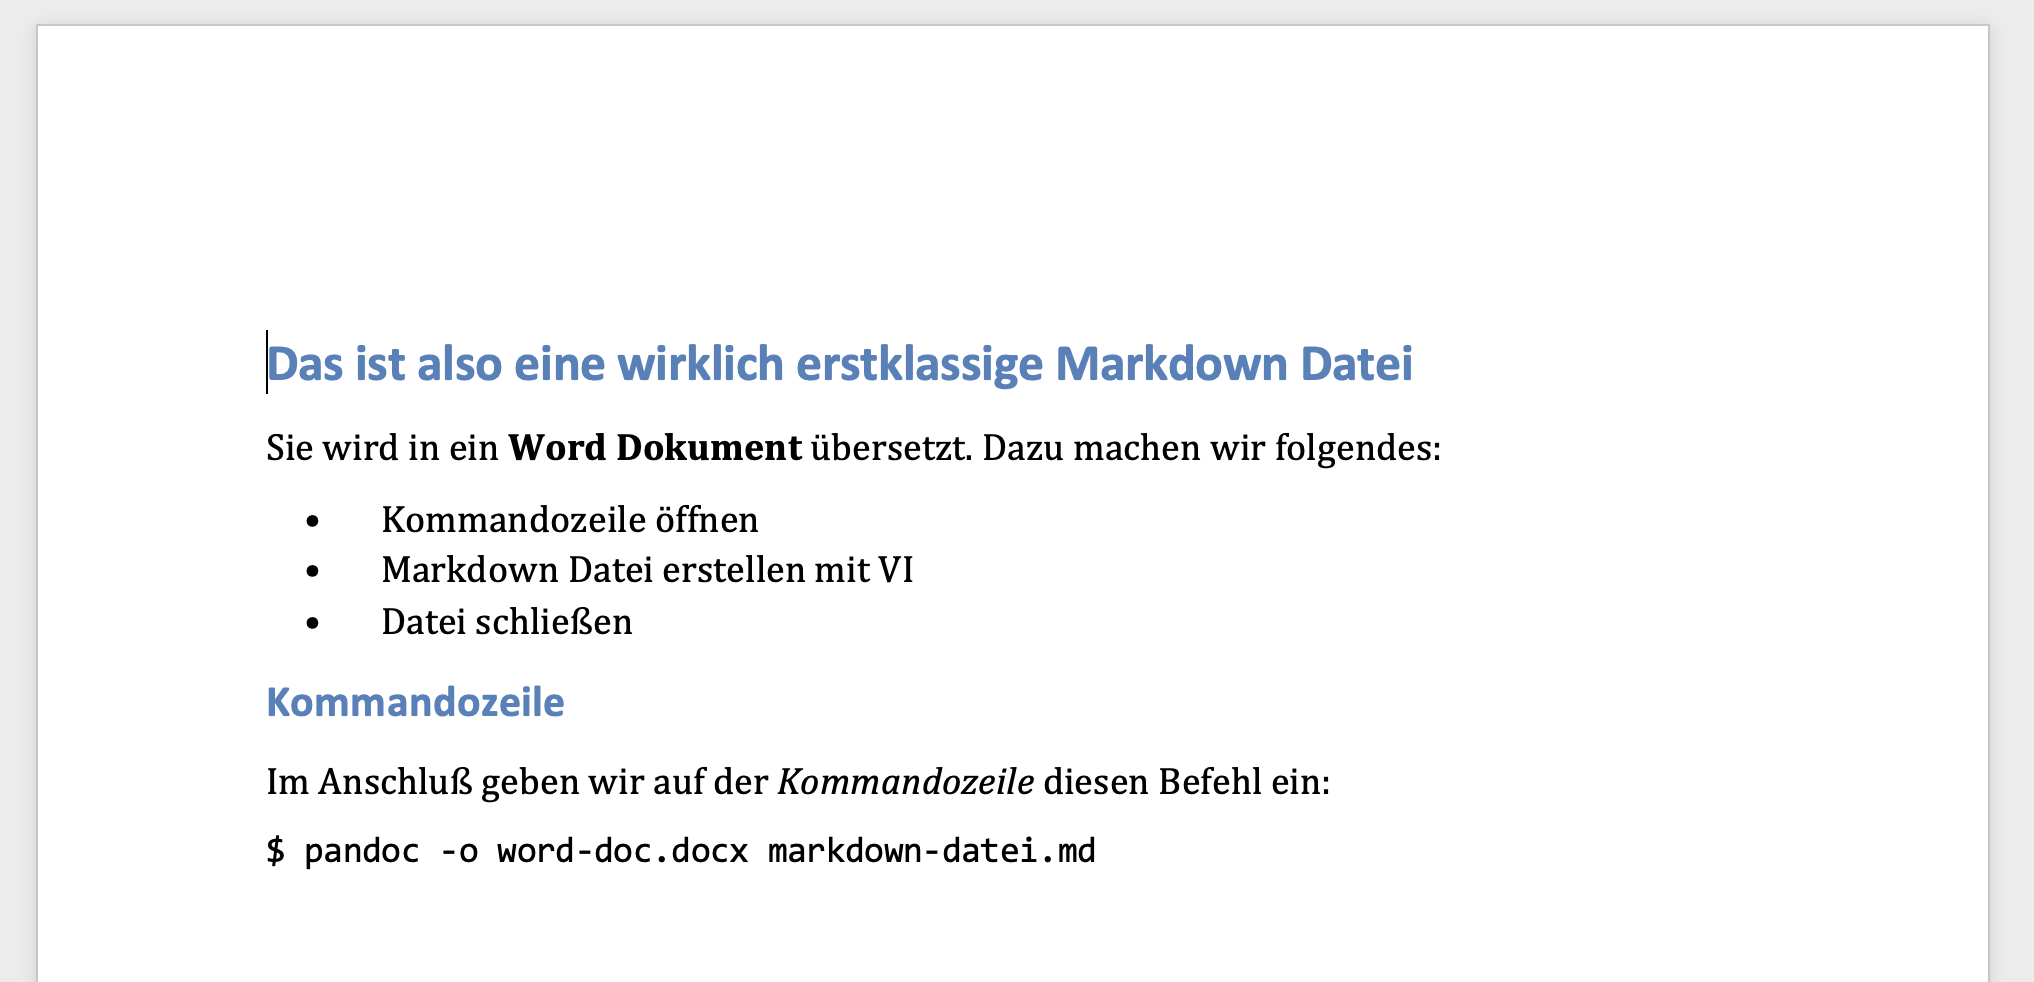 Das ist also eine wirklich erstklassige Markdown Datei
Sie wird in ein Word Dokument übersetzt. Dazu machen wir folgendes:
• Kommandozeile öffnen
• Markdown Datei erstellen mit VI
• Datei schließen
Kommandozeile
Im Anschluß geben wir auf der Kommandozeile diesen Befehl ein:
$ pandoc -o word-doc.docx markdown-datei.md